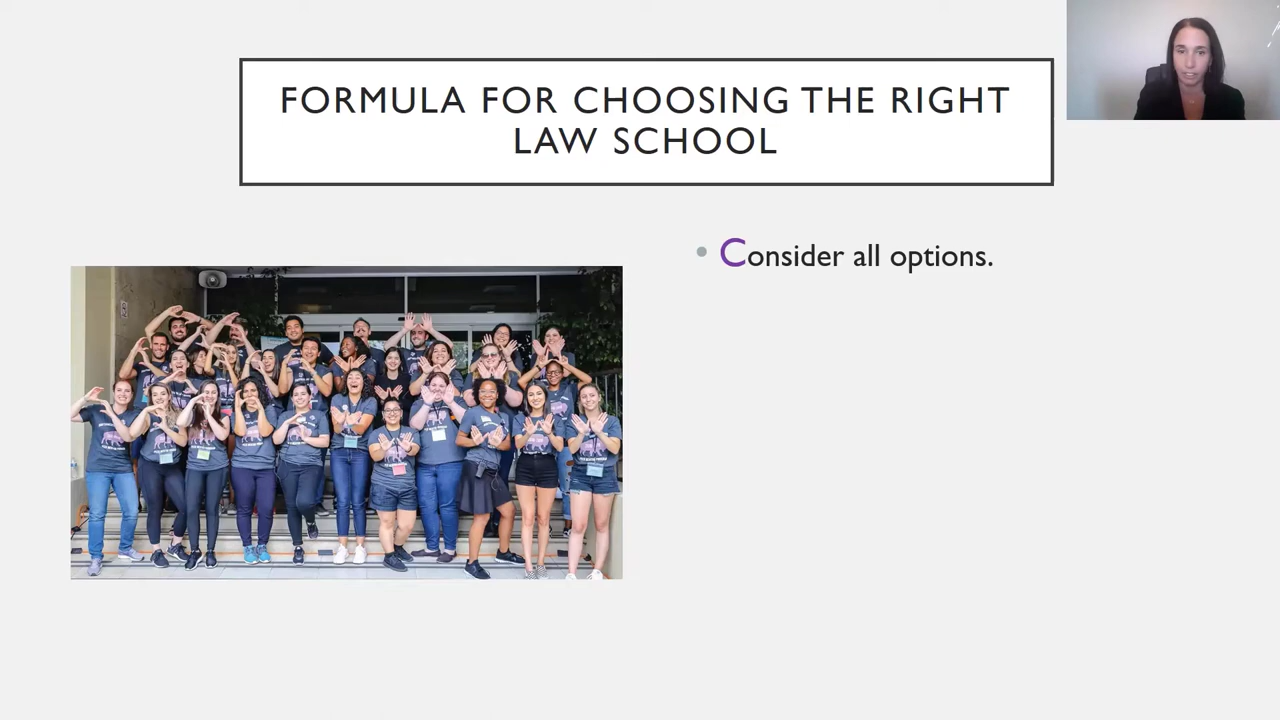 FORMULA FOR CHOOSING THE RIGHT
LAW SCHOOL
Consider all options.